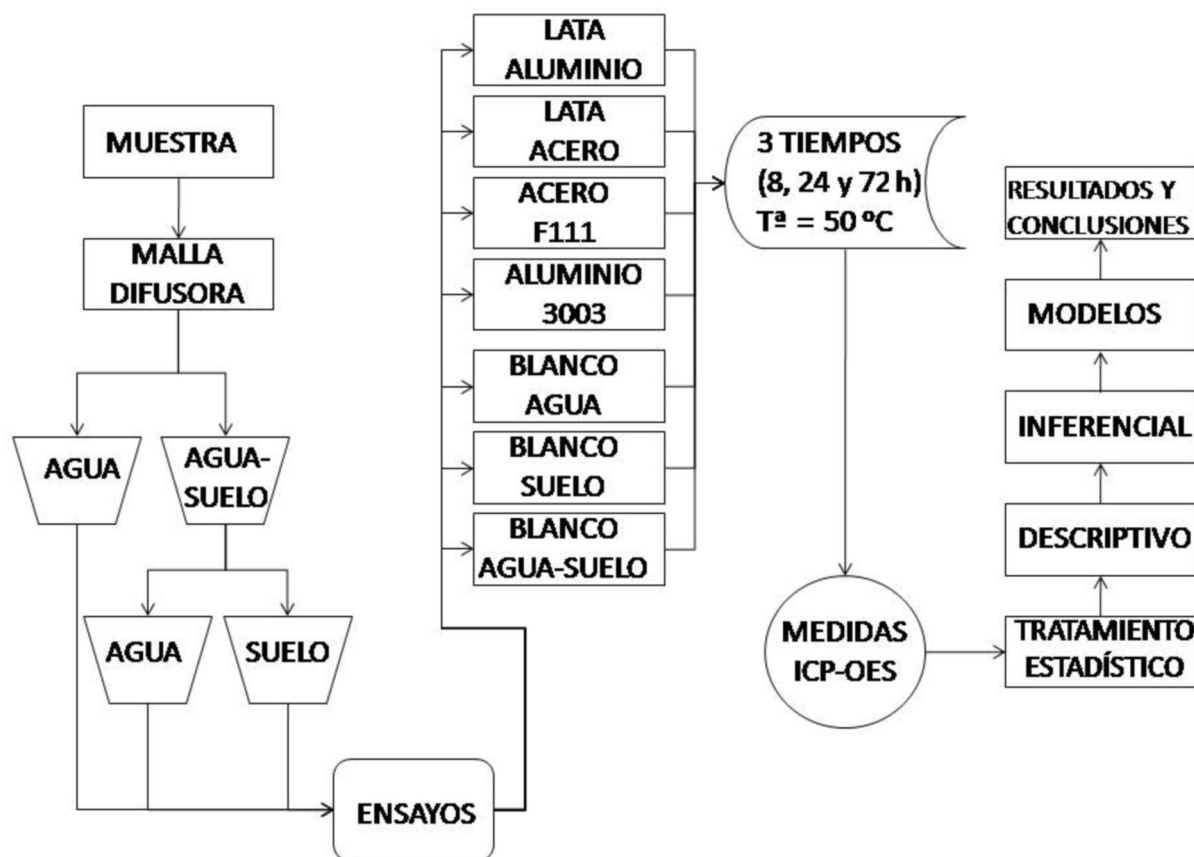 MUESTRA
MALLA
DIFUSORA
AGUA
AGUA-
SUELO
AGUA
SUELO
ENSAYOS
LATA
ALUMINIO
LATA
ACERO
ACERO
F111
ALUMINIO
3003
BLANCO
AGUA
BLANCO
SUELO
BLANCO
AGUA-SUELO
3 TIEMPOS
(8, 24 y 72 h)
Tª = 50 ºC
MEDIDAS
ICP-OES
TRATAMIENTO
ESTADÍSTICO
DESCRIPTIVO
INFERENCIAL
MODELOS
RESULTADOS Y
CONCLUSIONES